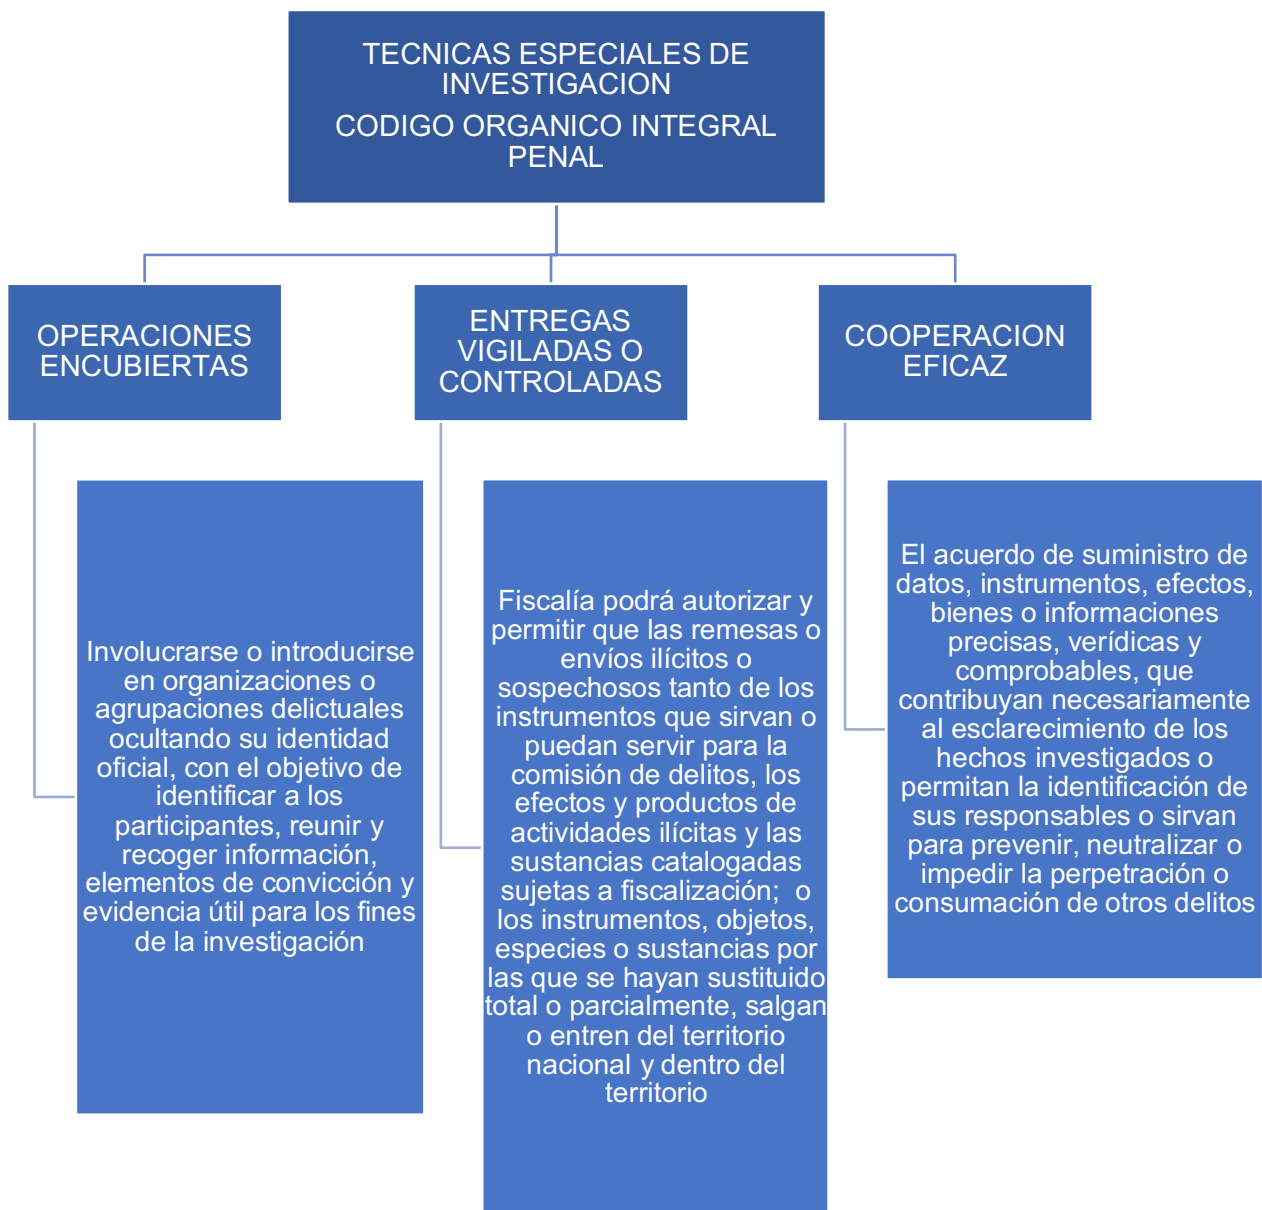 TECNICAS ESPECIALES DE
INVESTIGACION
CODIGO ORGANICO INTEGRAL
PENAL
OPERACIONES
ENCUBIERTAS
ENTREGAS
VIGILADAS O
CONTROLADAS
COOPERACION
EFICAZ
Involucrarse o introducirse
en organizaciones o
agrupaciones delictuales
ocultando su identidad
oficial, con el objetivo de
identificar a los
participantes, reunir y
recoger información,
elementos de convicción y
evidencia útil para los fines
de la investigación
Fiscalía podrá autorizar y
permitir que las remesas o
envíos ilícitos o
sospechosos tanto de los
instrumentos que sirvan o
puedan servir para la
comisión de delitos, los
efectos y productos de
actividades ilícitas y las
sustancias catalogadas
sujetas a fiscalización; o
los instrumentos, objetos,
especies o sustancias por
las que se hayan sustituido
total o parcialmente, salgan
o entren del territorio
nacional y dentro del
territorio
El acuerdo de suministro de
datos, instrumentos, efectos,
bienes o informaciones
precisas, verídicas y
comprobables, que
contribuyan necesariamente
al esclarecimiento de los
hechos investigados o
permitan la identificación de
sus responsables o sirvan
para prevenir, neutralizar o
impedir la perpetración o
consumación de otros delitos